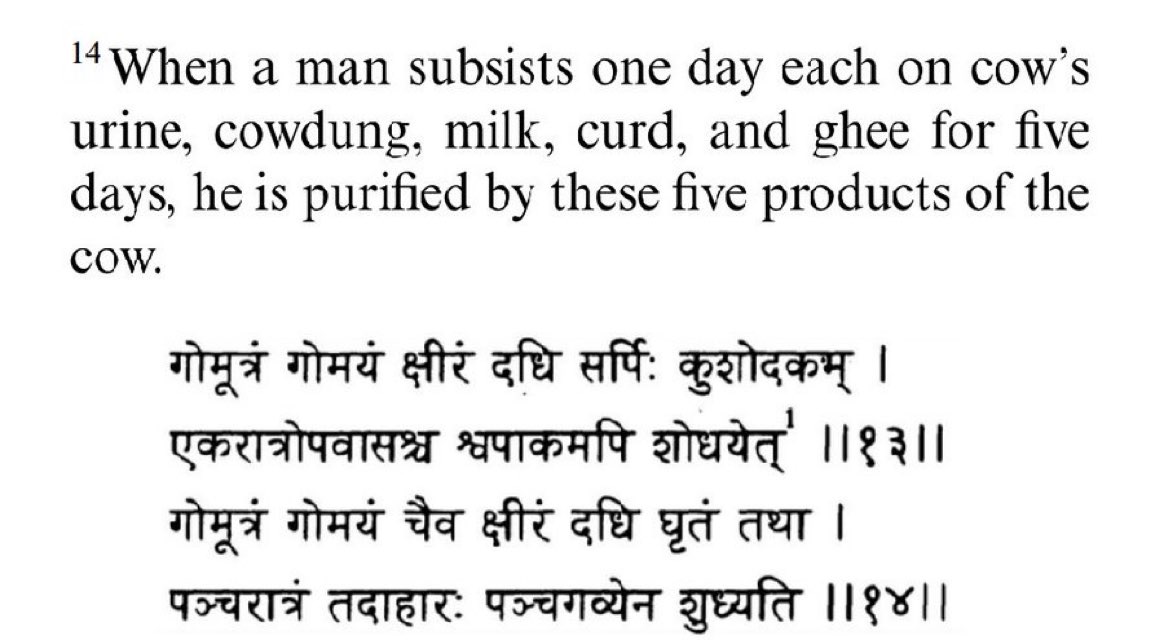 14 When a man subsists one day each on cow’s
urine, cowdung, milk, curd, and ghee for five
days, he is purified by these five products of the
cow.
गोमूत्रं गोमयं क्षीरं दधि सर्पिः कुशोदकम् ।
एकरात्रोपवासश्च श्वपाकमपि शोधयेत्1 ।।१३।।
गोमूत्रं गोमयं चैव क्षीरं दधि घृतं तथा ।
पञ्चरात्रं तदाहारः पञ्चगव्येन शुध्यति ।।१४।।